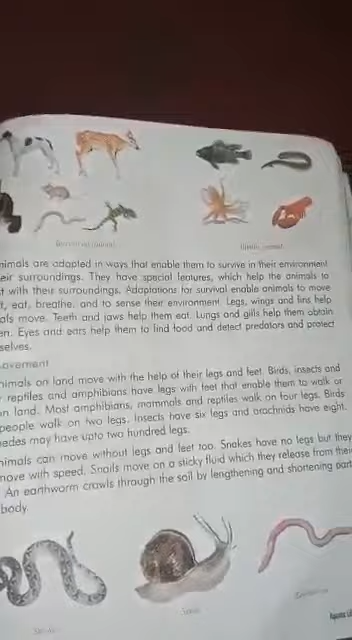 Terrestrial animals
Aquatic animals
nimals are adapted in ways that enable them to survive in their environment
eir surroundings. They have special features, which help the animals to
t with their surroundings. Adaptations for survival enable animals to move
t, eat, breathe, and to sense their environment. Legs, wings and fins help
als move. Teeth and jaws help them eat. Lungs and gills help them obtain
en. Eyes and ears help them to find food and detect predators and protect
selves.
ovement
nimals on land move with the help of their legs and feet. Birds, insects and
reptiles and amphibians have legs with feet that enable them to walk or
n land. Most amphibians, mammals and reptiles walk on four legs. Birds
people walk on two legs. Insects have six legs and arachnids have eight.
pedes may have upto two hundred legs.
nimals can move without legs and feet too. Snakes have no legs but they
move with speed. Snails move on a sticky fluid which they release from their
An earthworm crawls through the soil by lengthening and shortening part
body.
Snail
Earthworm